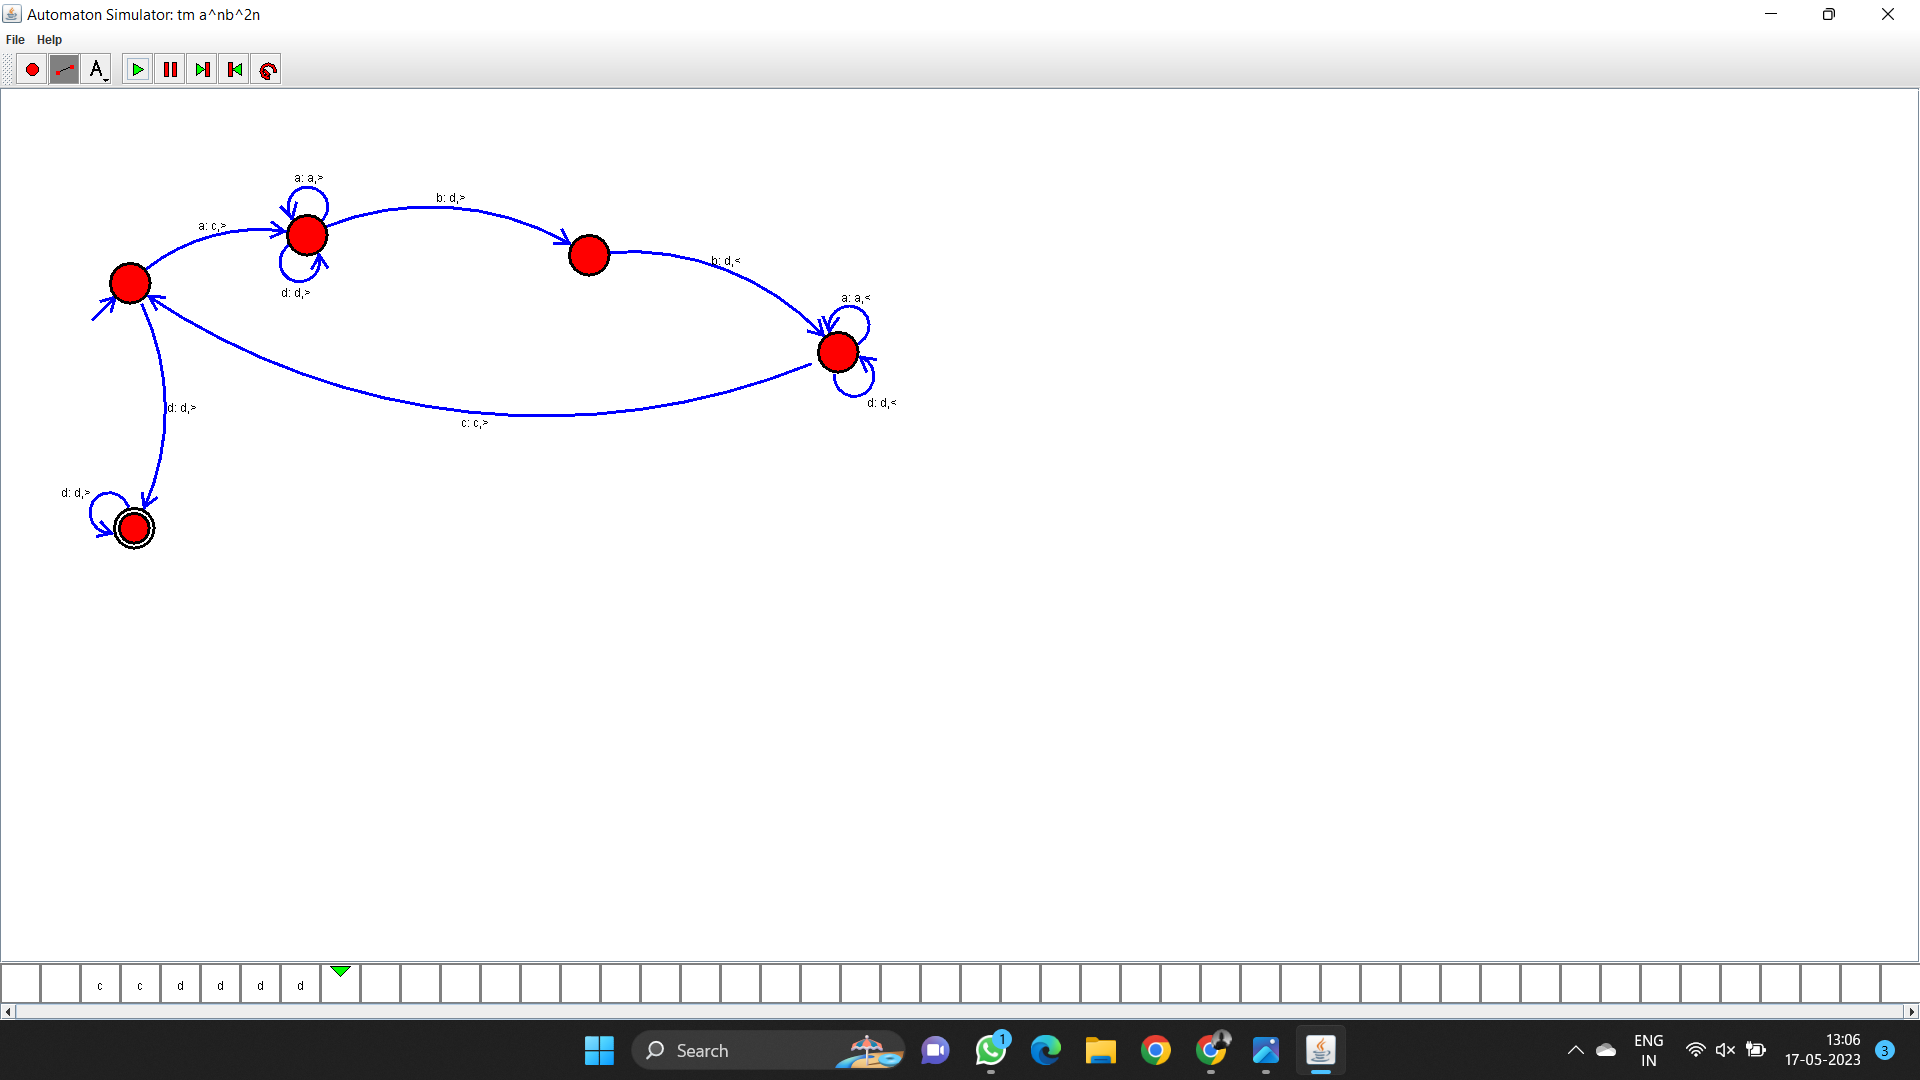 Automaton Simulator: tm a^nb^2n
File Help
A
a: a,>
b: d,>
a: c,>
b: d,<
d: d,>
a: a,<
d: d,>
d: d,<
c: c,>
d: d,>
c c d d d d
Search
1
ENG
IN
13:06
17-05-2023
3